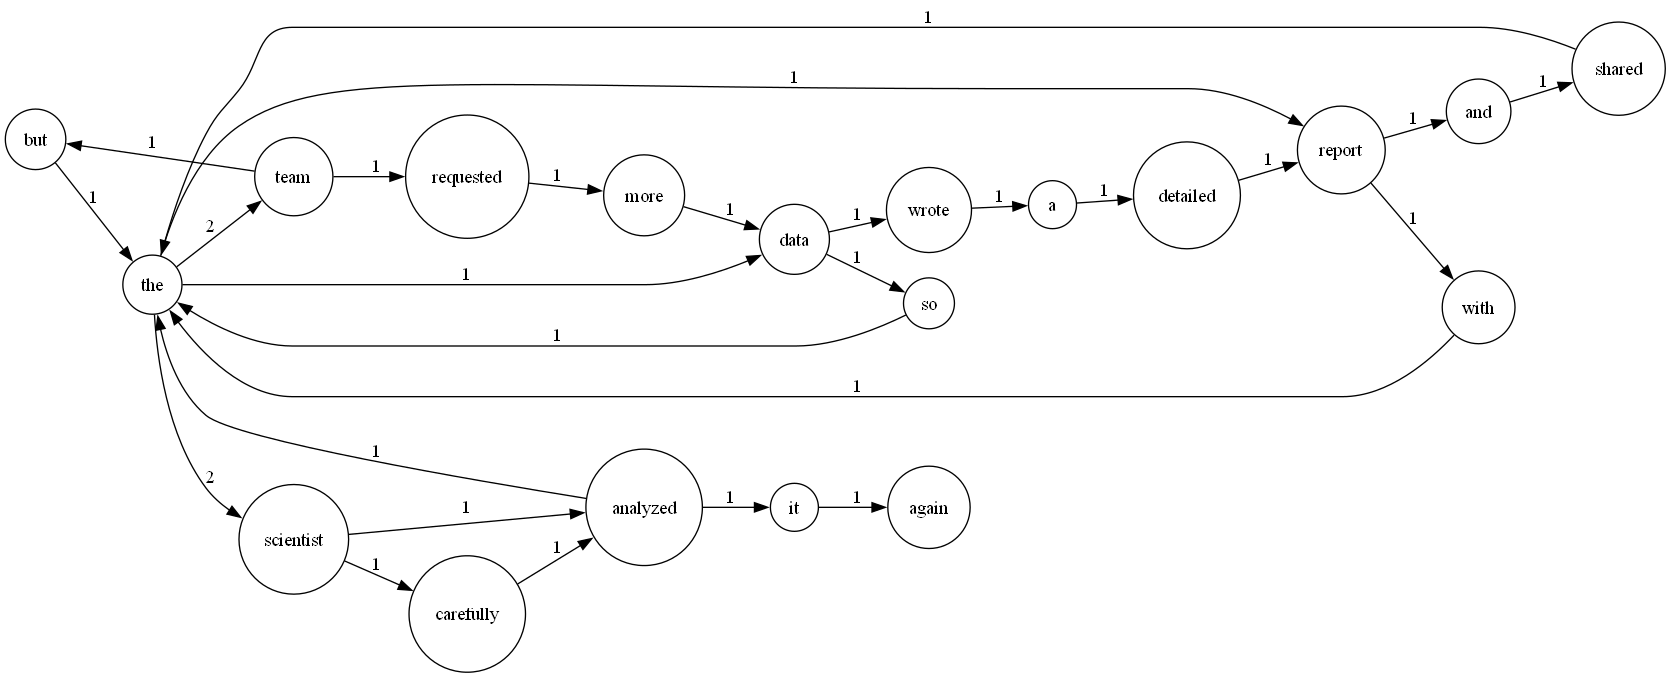 1
shared
1
1
and
1
but
1
report
1
team
1
requested
1
more
1
detailed
1
a
1
wrote
1
data
1
2
1
1
so
the
1
1
with
1
1
1
2
scientist
1
analyzed
1
it
1
again
1
1
carefully